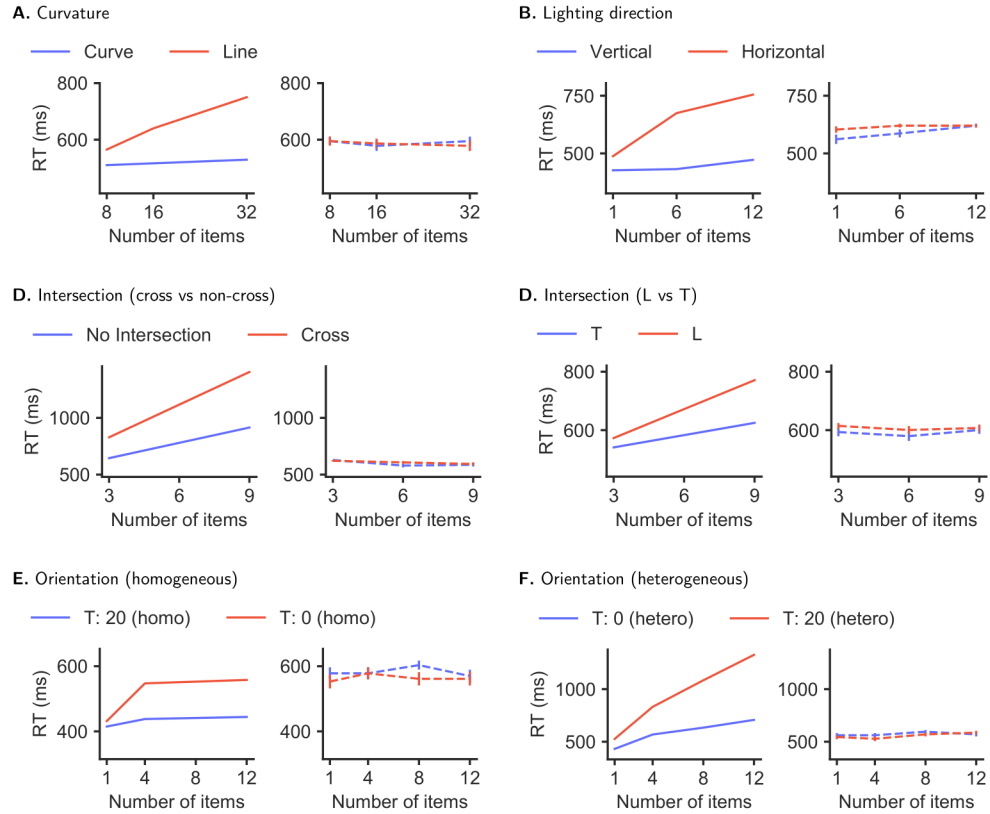 A. Curvature
Curve Line
RT (ms)
800
600
8 16 32
Number of items
800
600
8 16 32
Number of items
B. Lighting direction
Vertical Horizontal
RT (ms)
750
500
1 6 12
Number of items
750
500
1 6 12
Number of items
D. Intersection (cross vs non-cross)
No Intersection Cross
RT (ms)
1000
500
3 6 9
Number of items
1000
500
3 6 9
Number of items
D. Intersection (L vs T)
T L
RT (ms)
800
600
3 6 9
Number of items
800
600
3 6 9
Number of items
E. Orientation (homogeneous)
T: 20 (homo) T: 0 (homo)
RT (ms)
600
400
1 4 8 12
Number of items
600
400
1 4 8 12
Number of items
F. Orientation (heterogeneous)
T: 0 (hetero) T: 20 (hetero)
RT (ms)
1000
500
1 4 8 12
Number of items
1000
500
1 4 8 12
Number of items